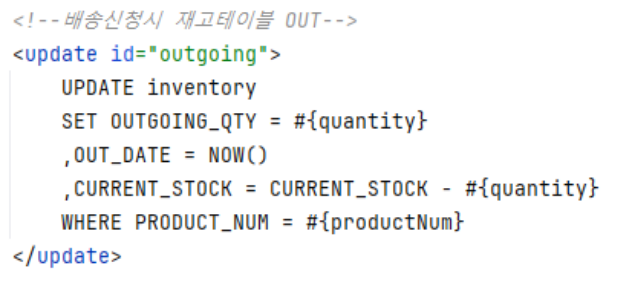 <!--배송신청시 재고테이블 OUT-->
<update id="outgoing">
UPDATE inventory
SET OUTGOING_QTY = #{quantity}
,OUT_DATE = NOW()
,CURRENT_STOCK = CURRENT_STOCK - #{quantity}
WHERE PRODUCT_NUM = #{productNum}
</update>